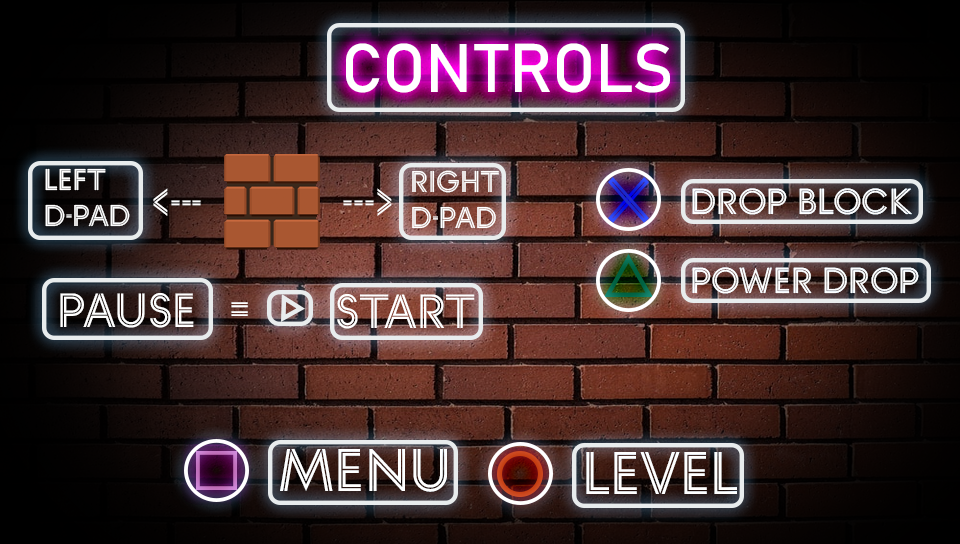 CONTROLS
LEFT
D-PAD
<---
--->
RIGHT
D-PAD
DROP BLOCK
POWER DROP
PAUSE
≡
START
MENU
LEVEL